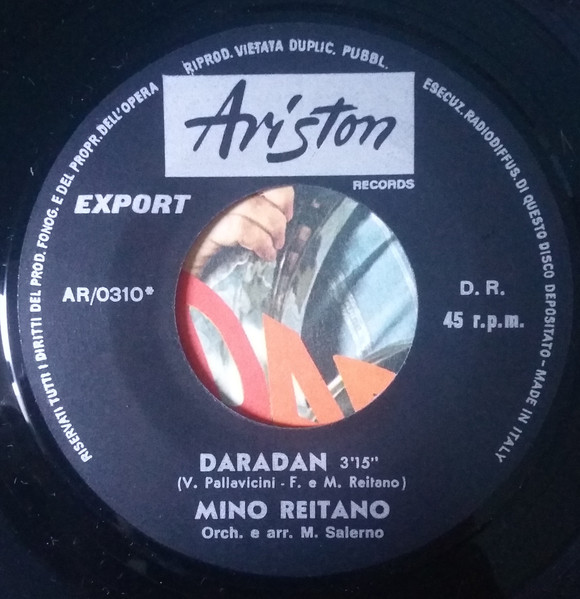 RISERVATI TUTTI I DIRITTI DEL PROD. FONOG. E DEL PROPR. DELL'OPERA
RIPROD. VIETATA DUPLIC. PUBBL.
ESECUZ. RADIODIFFUS. DI QUESTO DISCO DEPOSITATO - MADE IN ITALY
Ariston
RECORDS
EXPORT
AR/0310*
D. R.
45 r.p.m.
DARADAN 3'15"
(V. Pallavicini - F. e M. Reitano)
MINO REITANO
Orch. e arr. M. Salerno